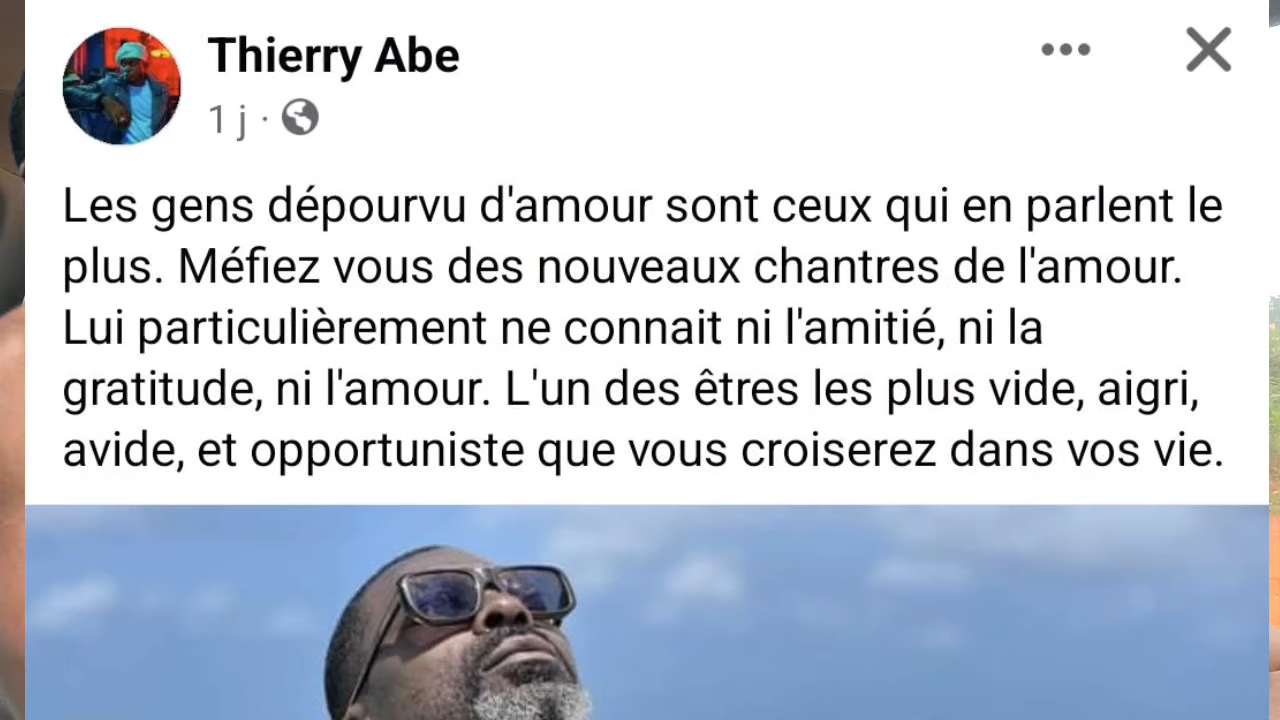 Thierry Abe
1 j ·
Les gens dépourvu d'amour sont ceux qui en parlent le
plus. Méfiez vous des nouveaux chantres de l'amour.
Lui particulièrement ne connait ni l'amitié, ni la
gratitude, ni l'amour. L'un des êtres les plus vide, aigri,
avide, et opportuniste que vous croiserez dans vos vie.